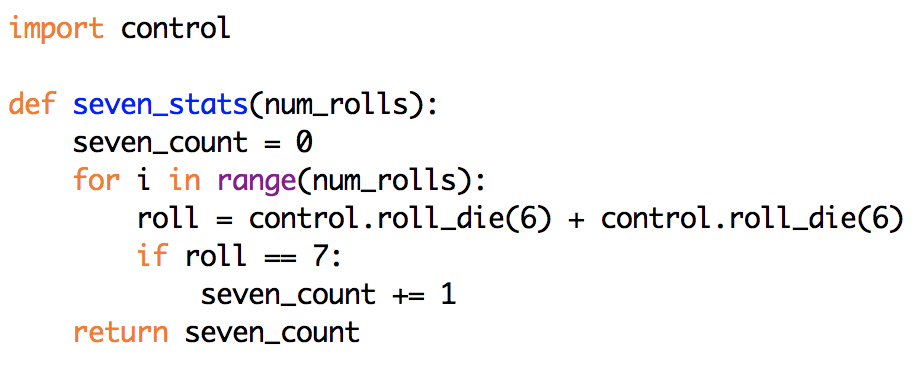 import control
def seven_stats(num_rolls):
    seven_count = 0
    for i in range(num_rolls):
        roll = control.roll_die(6) + control.roll_die(6)
        if roll == 7:
            seven_count += 1
    return seven_count